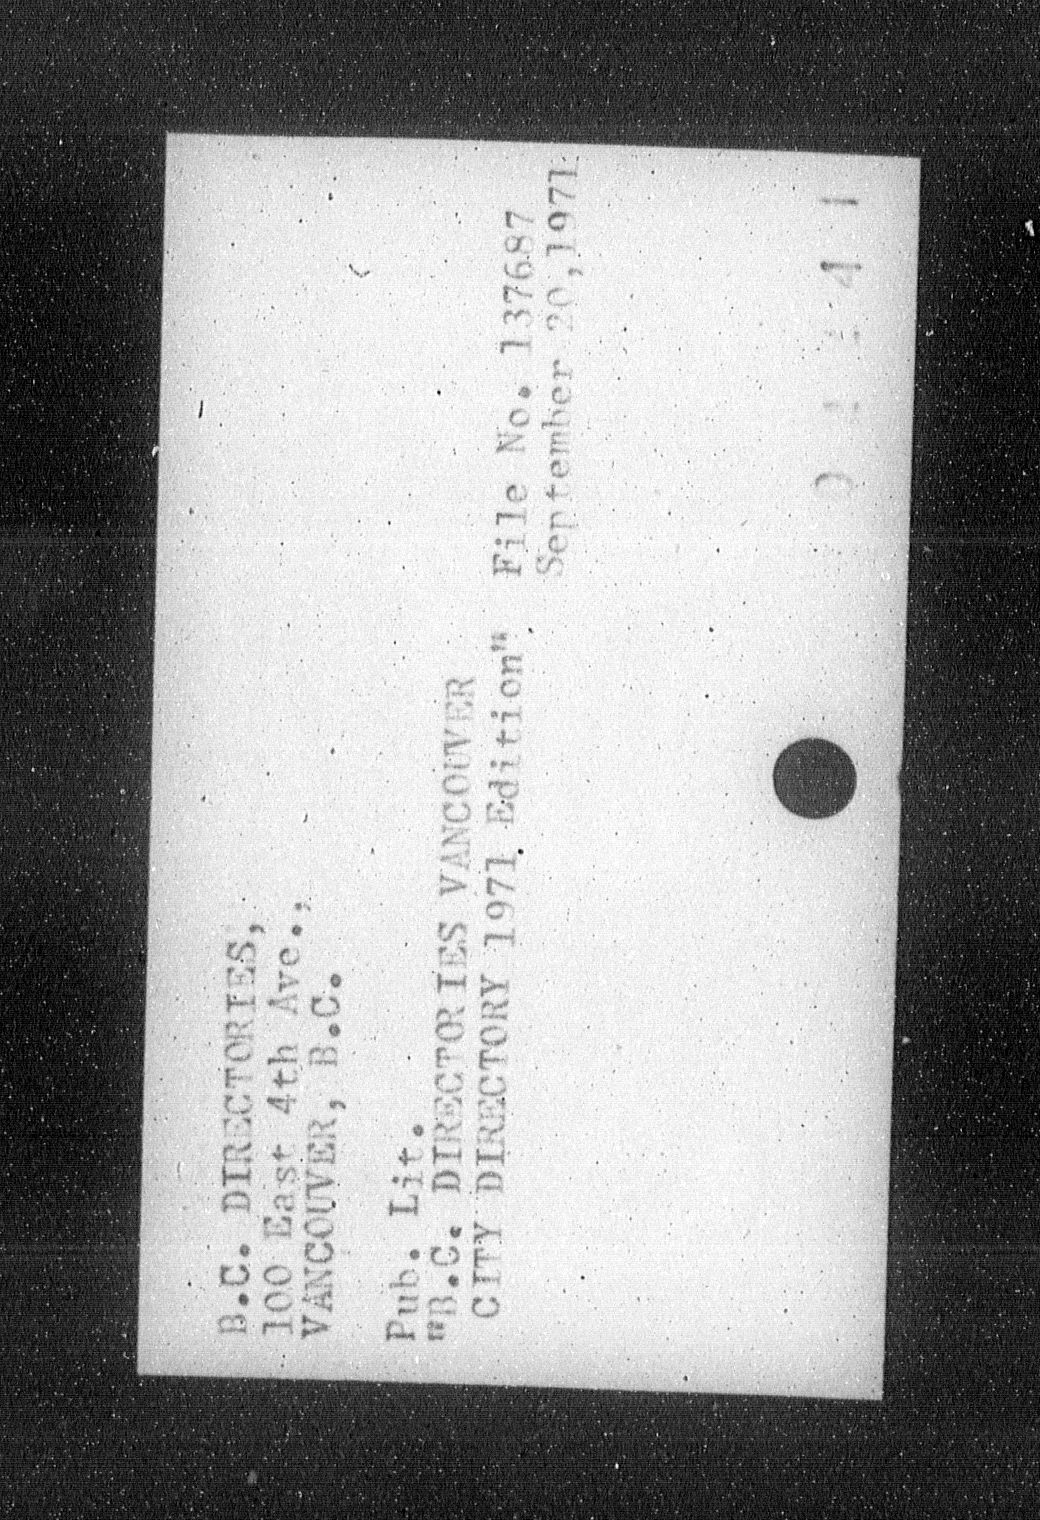 B.C. DIRECTORIES,
100 East 4th Ave.,
VANCOUVER, B.C.
Pub. Lit.
"B.C. DIRECTORIES VANCOUVER
CITY DIRECTORY 1971 Edition"
File No. 137687
September 20,1971